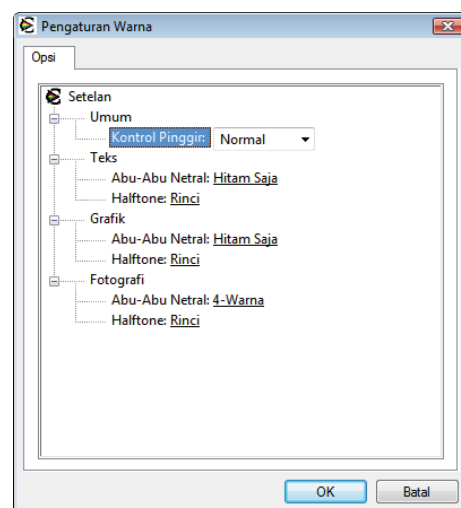 Pengaturan Warna
Opsi
Setelan
Umum
Kontrol Pinggir: Normal
Teks
Abu-Abu Netral: Hitam Saja
Halftone: Rinci
Grafik
Abu-Abu Netral: Hitam Saja
Halftone: Rinci
Fotografi
Abu-Abu Netral: 4-Warna
Halftone: Rinci
OK Batal